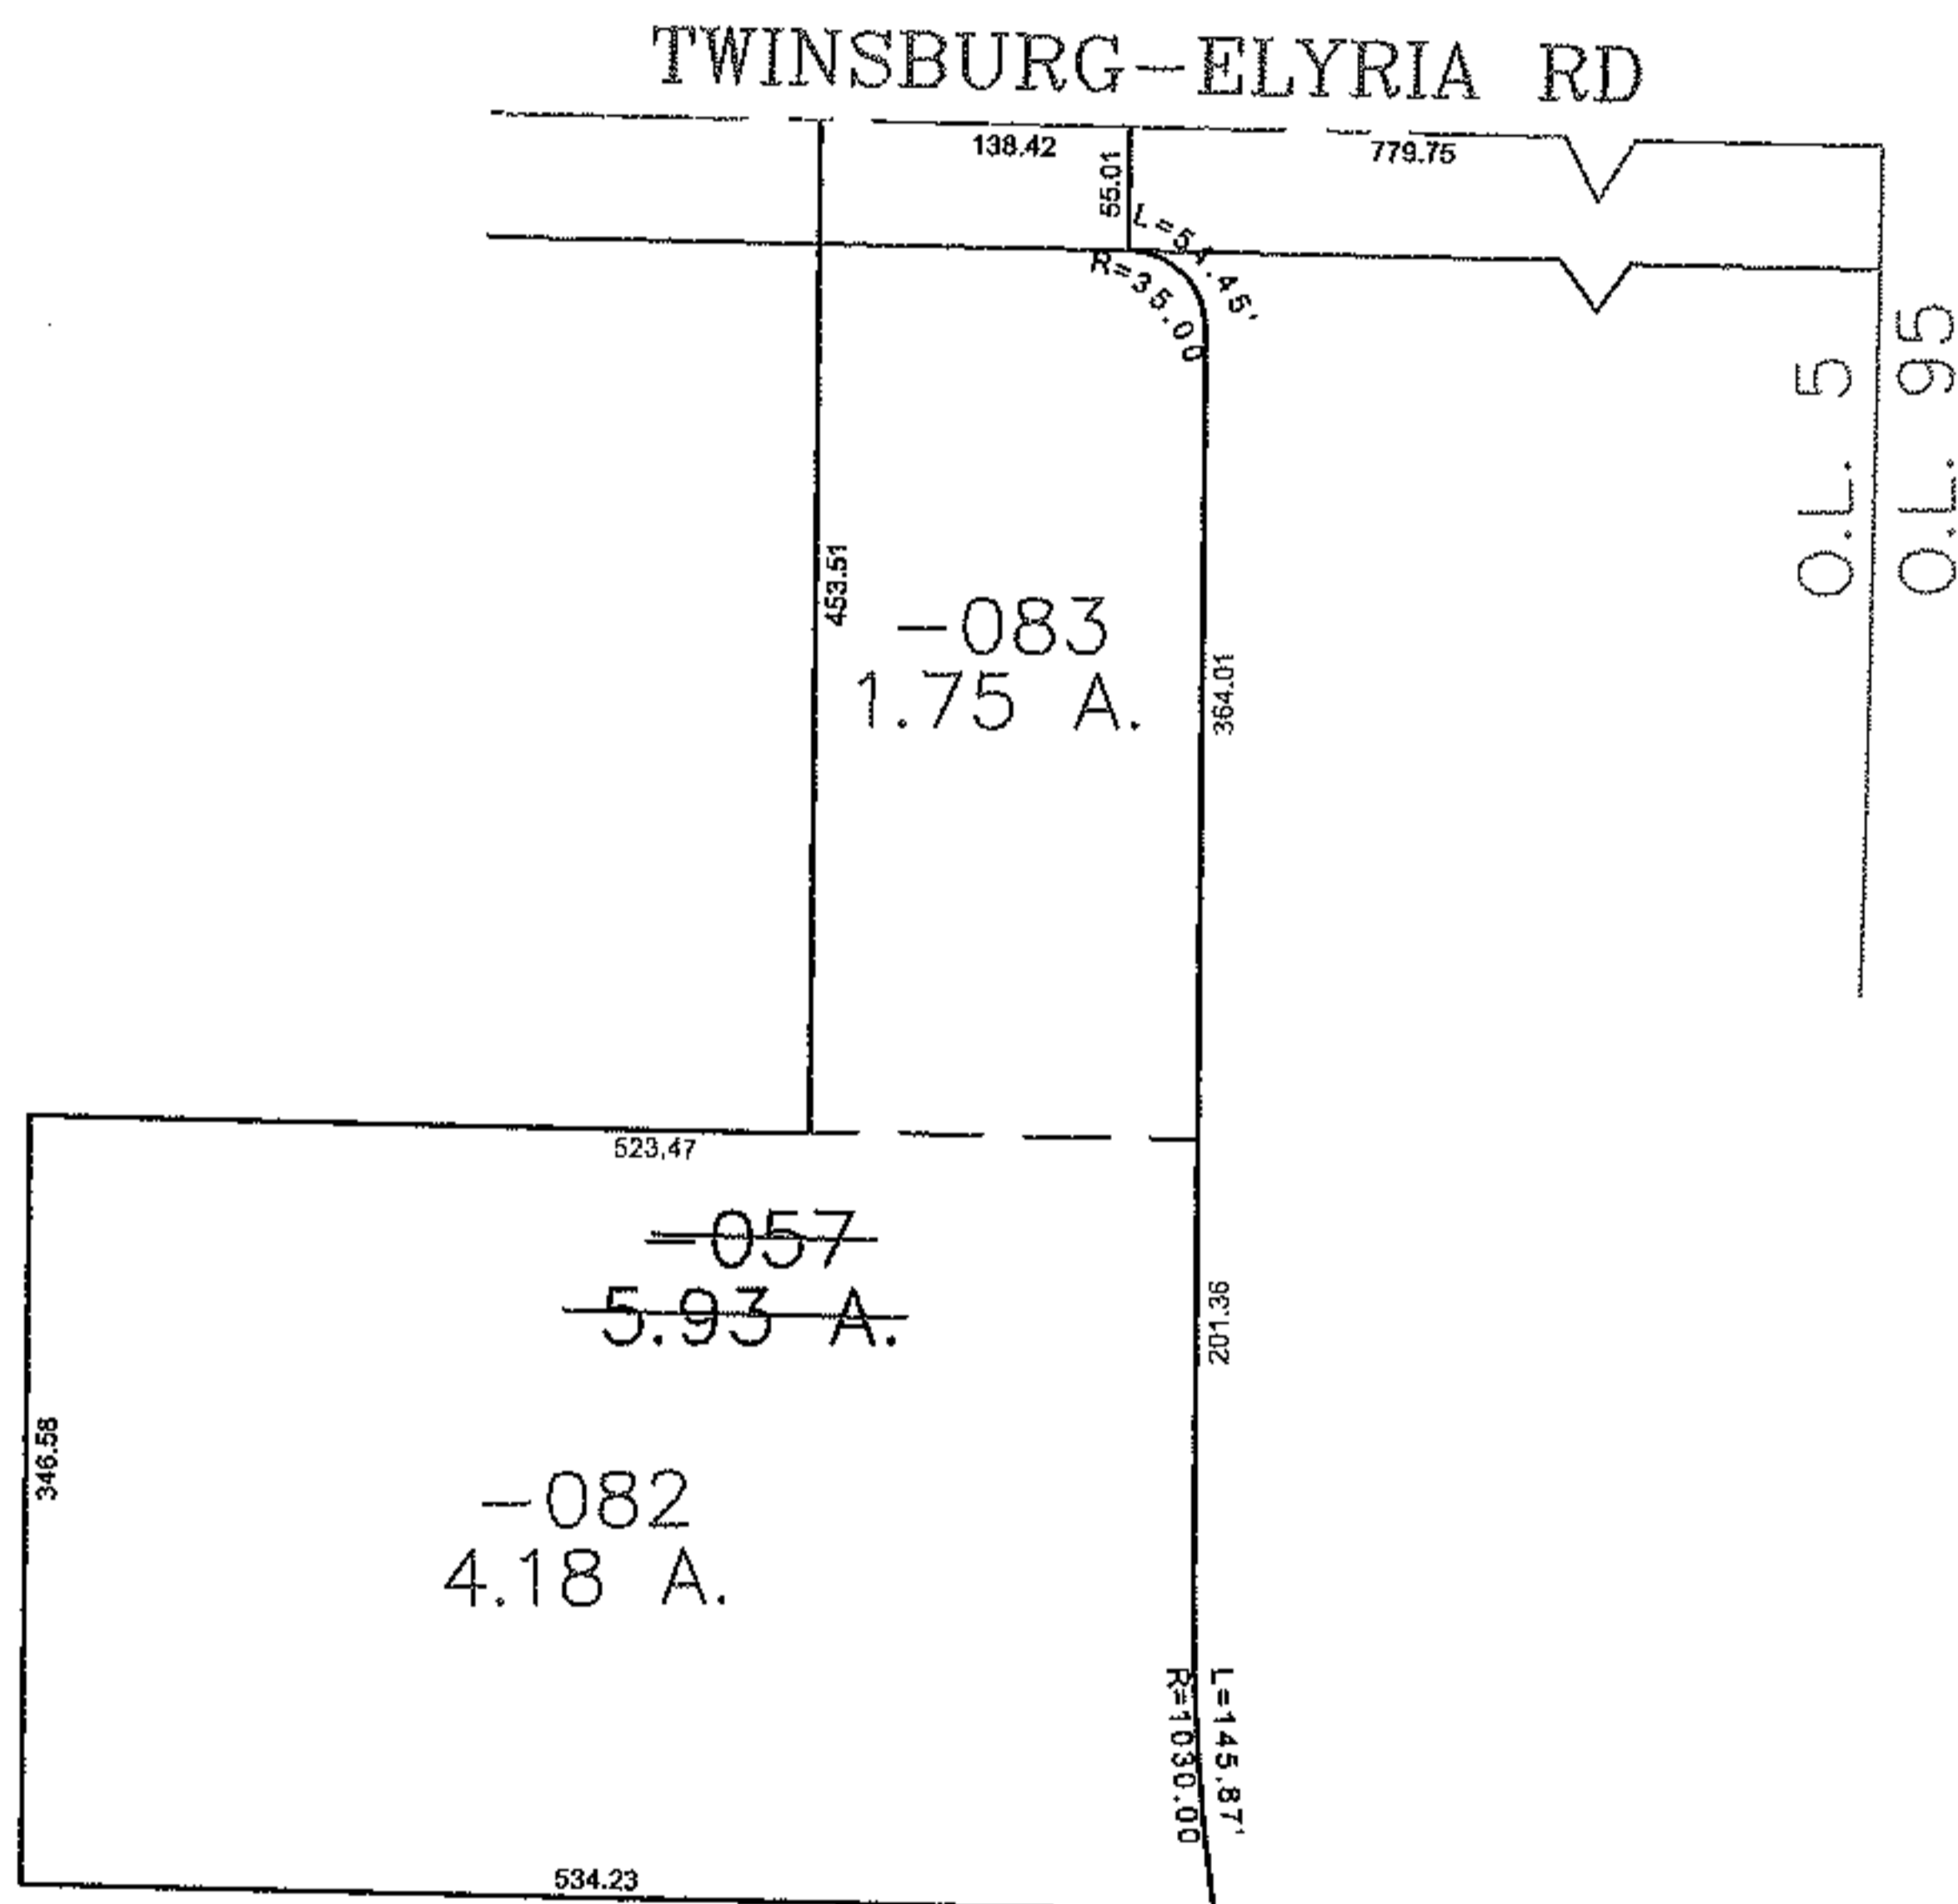 TWINSBURG-ELYRIA RD
138.42
779.75
55.01
R=35.00
O.L. 5
O.L. 95
453.51
-083
1.75 A.
364.01
523.47
-057
5.93 A.
201.36
346.58
-082
4.18 A.
L=145.87'
R=1030.00
534.23